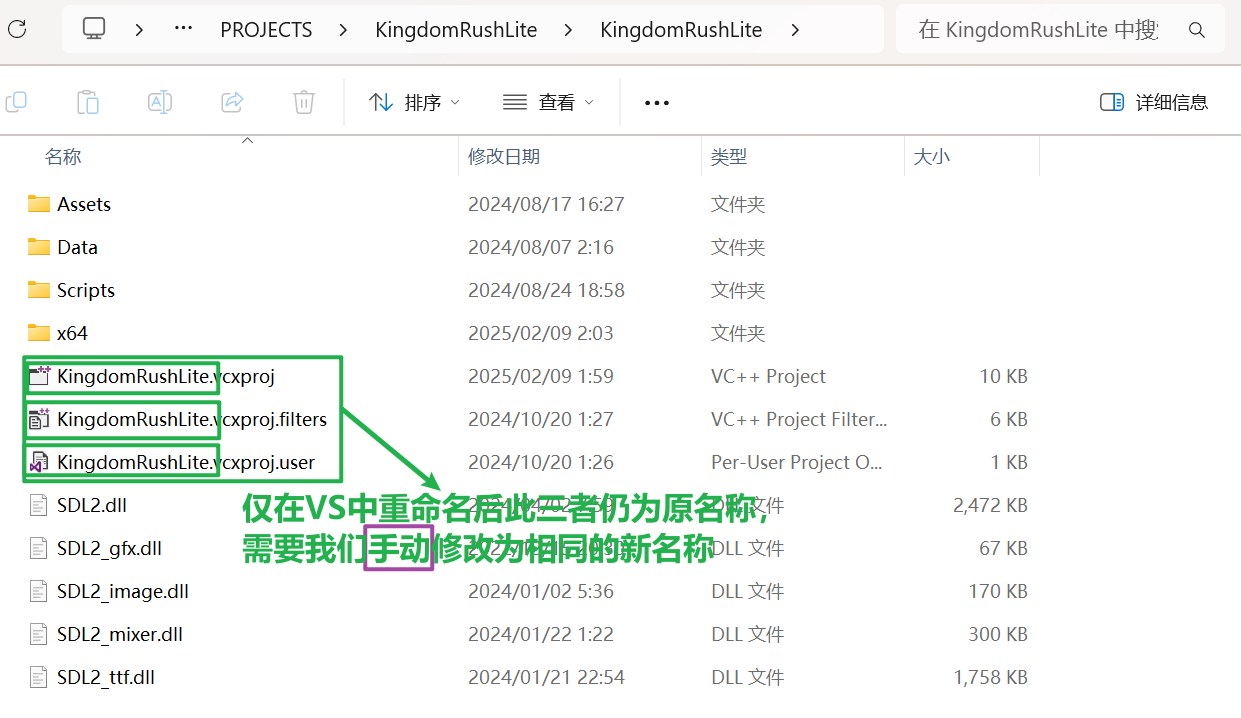 PROJECTS KingdomRushLite KingdomRushLite 在 KingdomRushLite 中搜
排序 查看 详细信息
名称 修改日期 类型 大小
Assets 2024/08/17 16:27 文件夹
Data 2024/08/07 2:16 文件夹
Scripts 2024/08/24 18:58 文件夹
x64 2025/02/09 2:03 文件夹
KingdomRushLite.vcxproj 2025/02/09 1:59 VC++ Project 10 KB
KingdomRushLite.vcxproj.filters 2024/10/20 1:27 VC++ Project Filter... 6 KB
KingdomRushLite.vcxproj.user 2024/10/20 1:26 Per-User Project O... 1 KB
SDL2.dll 文件 2,472 KB
仅在VS中重命名后此三者仍为原名称,
需要我们手动修改为相同的新名称
SDL2_gfx.dll DLL 文件 67 KB
SDL2_image.dll 2024/01/02 5:36 DLL 文件 170 KB
SDL2_mixer.dll 2024/01/22 1:22 DLL 文件 300 KB
SDL2_ttf.dll 2024/01/21 22:54 DLL 文件 1,758 KB